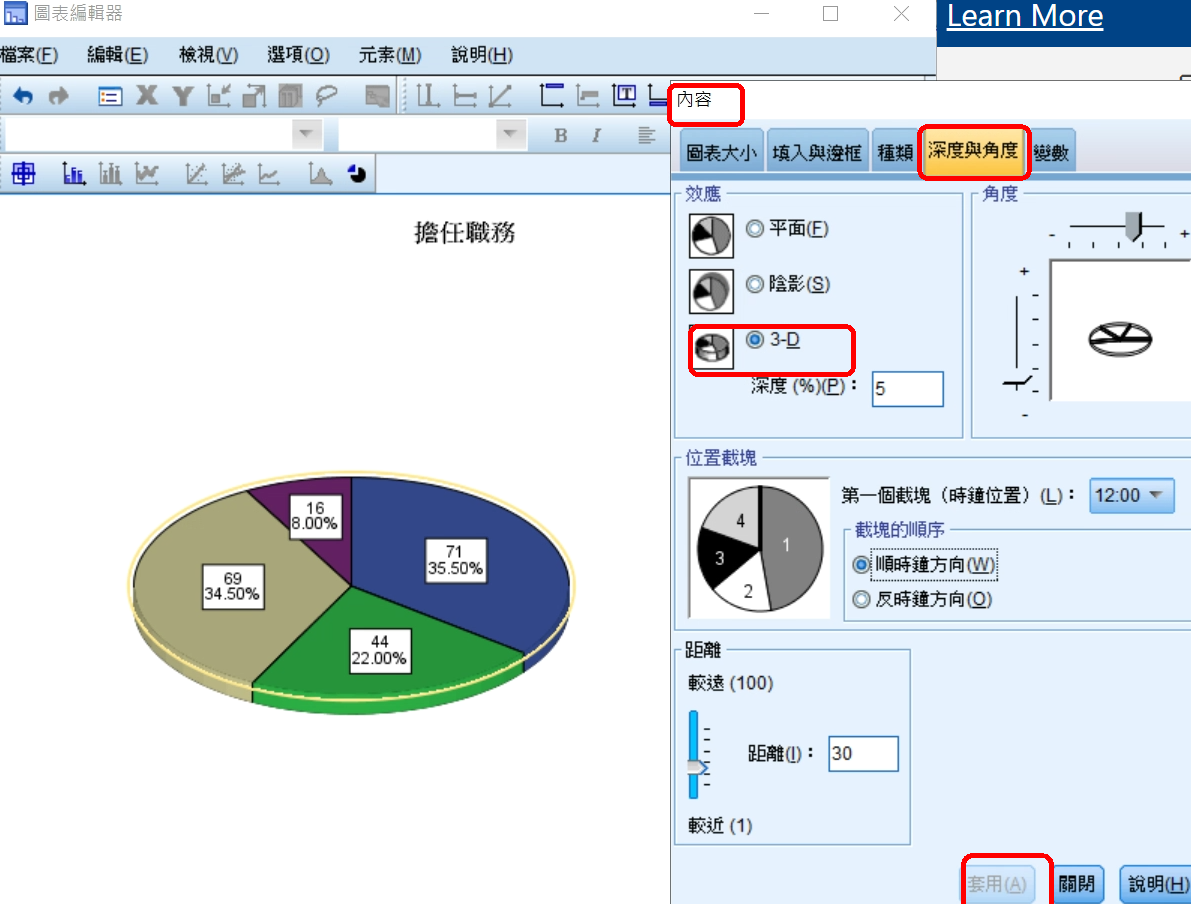 圖表編輯器
Learn More
檔案(F) 編輯(E) 檢視(V) 選項(O) 元素(M) 說明(H)
X Y
B I
內容
圖表大小 填入與邊框 種類 深度與角度 變數
擔任職務
16
8.00%
71
35.50%
69
34.50%
44
22.00%
效應
平面(F)
陰影(S)
3-D
深度 (%)(P)： 5
角度
- +
+
-
位置截塊
1
2
3
4
第一個截塊（時鐘位置）(L)： 12:00
截塊的順序
順時鐘方向(W)
反時鐘方向(O)
距離
較遠 (100)
距離(I)： 30
較近 (1)
套用(A) 關閉 說明(H)